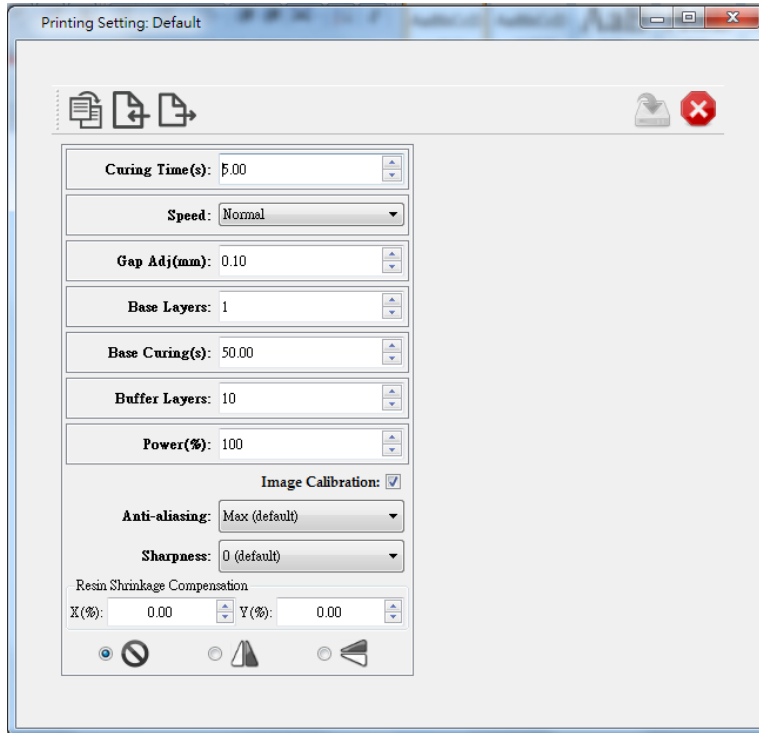 Printing Setting: Default
Curing Time(s): 5.00
Speed: Normal
Gap Adj(mm): 0.10
Base Layers: 1
Base Curing(s): 50.00
Buffer Layers: 10
Power(%): 100
Image Calibration:
Anti-aliasing: Max (default)
Sharpness: 0 (default)
Resin Shrinkage Compensation
X(%): 0.00 Y(%): 0.00